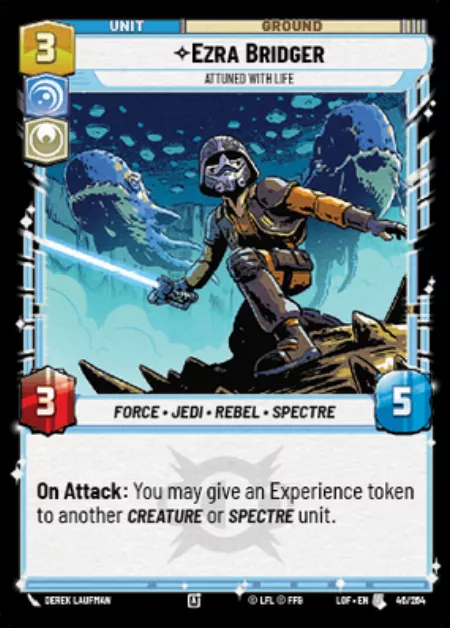 3
UNIT
GROUND
EZRA BRIDGER
ATTUNED WITH LIFE
3
FORCE • JEDI • REBEL • SPECTRE
5
On Attack: You may give an Experience token
to another CREATURE or SPECTRE unit.
DEREK LAUFMAN
A
© LFL © FFG
LOF • EN
46/264